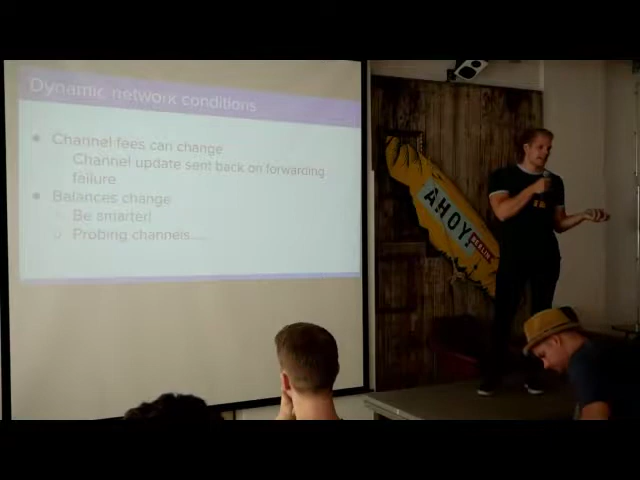 Dynamic network conditions
Channel fees can change
Channel update sent back on forwarding
failure
Balances change
Be smarter!
Probing channels....
AHOY!
BERLIN